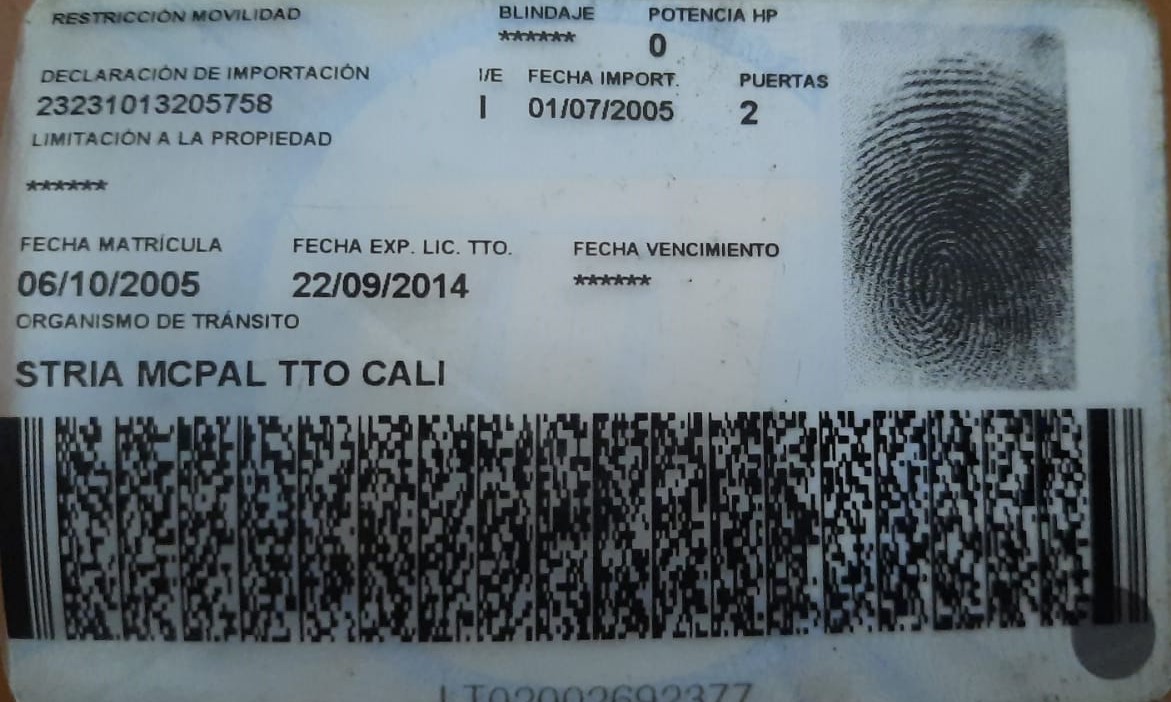 RESTRICCIÓN MOVILIDAD BLINDAJE POTENCIA HP
****** 0
DECLARACIÓN DE IMPORTACIÓN I/E FECHA IMPORT. PUERTAS
23231013205758 I 01/07/2005 2
LIMITACIÓN A LA PROPIEDAD
******
FECHA MATRÍCULA FECHA EXP. LIC. TTO. FECHA VENCIMIENTO
06/10/2005 22/09/2014 ******
ORGANISMO DE TRÁNSITO
STRIA MCPAL TTO CALI
LT02002692377